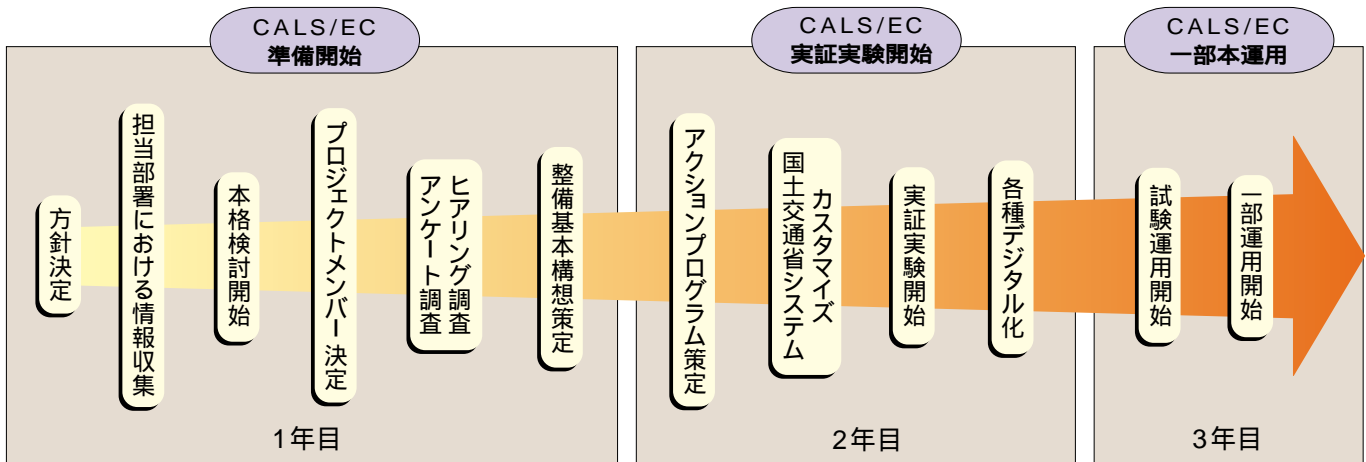 CALS/EC
準備開始
方針決定
担当部署における情報収集
本格検討開始
プロジェクトメンバー決定
ヒアリング調査
アンケート調査
整備基本構想策定
1年目
CALS/EC
実証実験開始
アクションプログラム策定
カスタマイズ
国土交通省システム
実証実験開始
各種デジタル化
2年目
CALS/EC
一部本運用
試験運用開始
一部運用開始
3年目